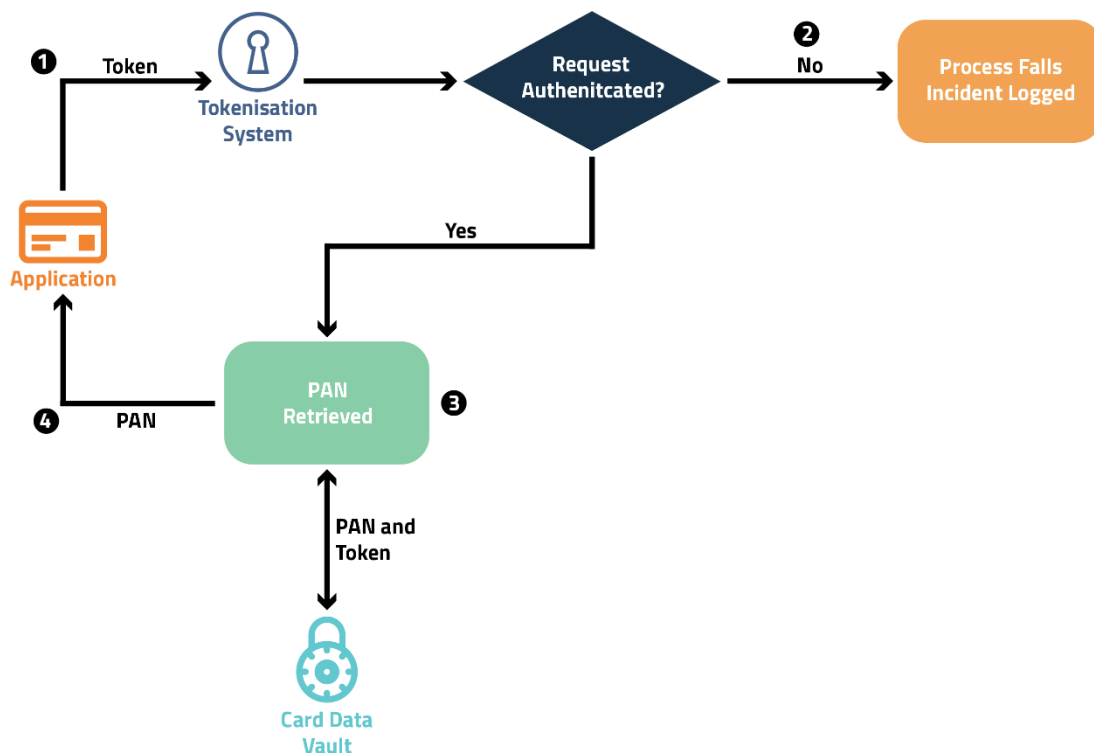 1
Token
Tokenisation
System
Request
Authenitcated?
2
No
Process Falls
Incident Logged
Yes
Application
PAN
Retrieved
3
4
PAN
PAN and
Token
Card Data
Vault